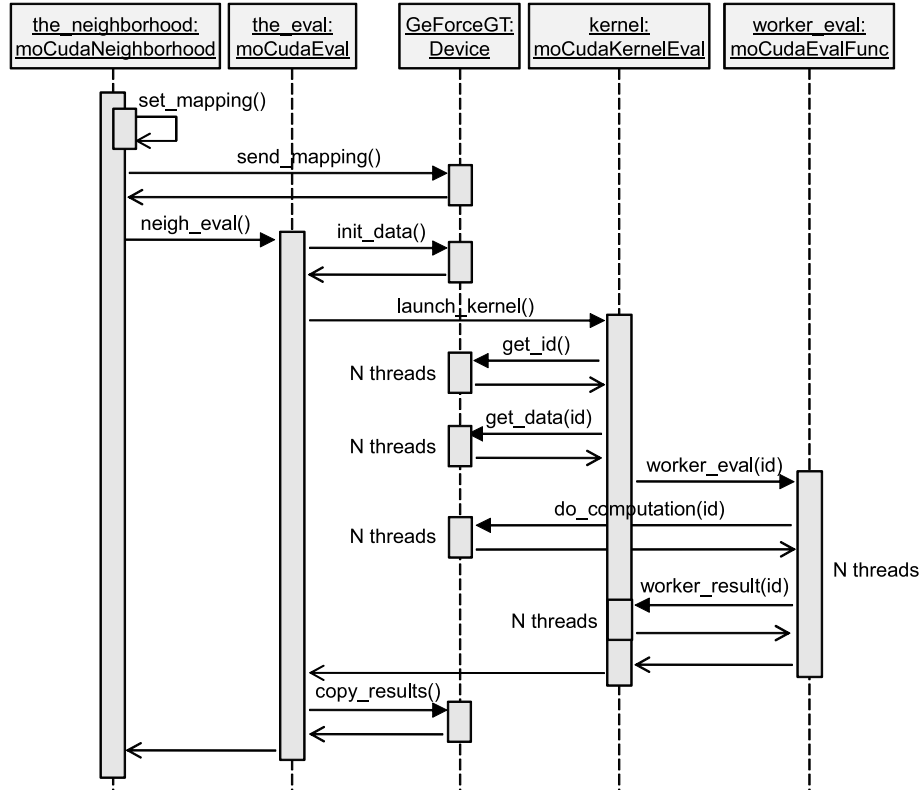 the_neighborhood:
moCudaNeighborhood
the_eval:
moCudaEval
GeForceGT:
Device
kernel:
moCudaKernelEval
worker_eval:
moCudaEvalFunc
set_mapping()
send_mapping()
neigh_eval()
init_data()
launch_kernel()
get_id()
N threads
get_data(id)
N threads
worker_eval(id)
do_computation(id)
N threads
N threads
worker_result(id)
N threads
copy_results()